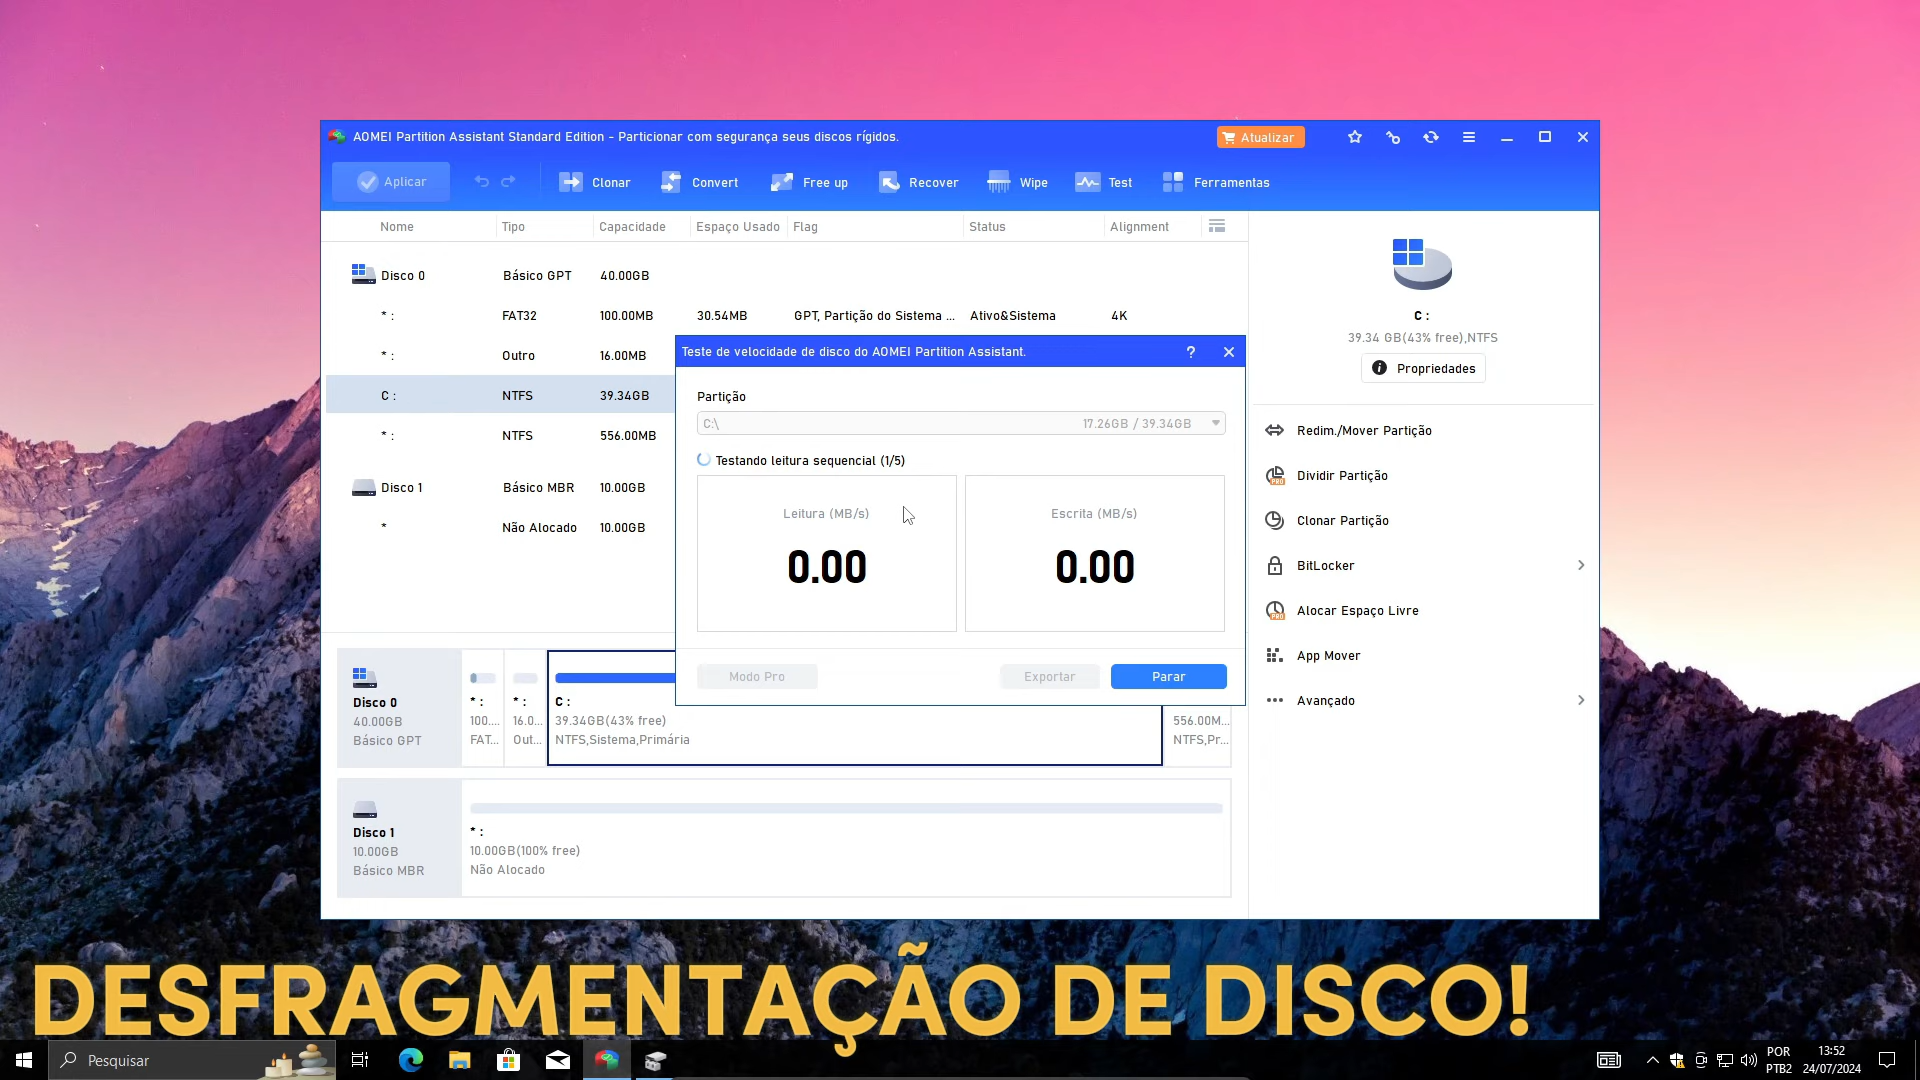 AOMEI Partition Assistant Standard Edition - Particionar com segurança seus discos rígidos.
Atualizar
Aplicar
Clonar
Convert
Free up
Recover
Wipe
Test
Ferramentas
Nome Tipo Capacidade Espaço Usado Flag Status Alignment
Disco 0 Básico GPT 40.00GB
* : FAT32 100.00MB 30.54MB GPT, Partição do Sistema ... Ativo&Sistema 4K
* : Outro 16.00MB
C : NTFS 39.34GB
* : NTFS 556.00MB
Disco 1 Básico MBR 10.00GB
* Não Alocado 10.00GB
Teste de velocidade de disco do AOMEI Partition Assistant.
?
Partição
C:\ 17.26GB / 39.34GB
Testando leitura sequencial (1/5)
Leitura (MB/s)
0.00
Escrita (MB/s)
0.00
Modo Pro
Exportar
Parar
C :
39.34 GB(43% free),NTFS
Propriedades
Redim./Mover Partição
Dividir Partição
PRO
Clonar Partição
BitLocker
Alocar Espaço Livre
PRO
App Mover
Avançado
Disco 0
40.00GB
Básico GPT
* :
100....
FAT...
* :
16.0...
Out...
C :
39.34GB(43% free)
NTFS,Sistema,Primária
556.00M...
NTFS,Pr...
Disco 1
10.00GB
Básico MBR
* :
10.00GB(100% free)
Não Alocado
DESFRAGMENTAÇÃO DE DISCO!
Pesquisar
POR
PTB2
13:52
24/07/2024